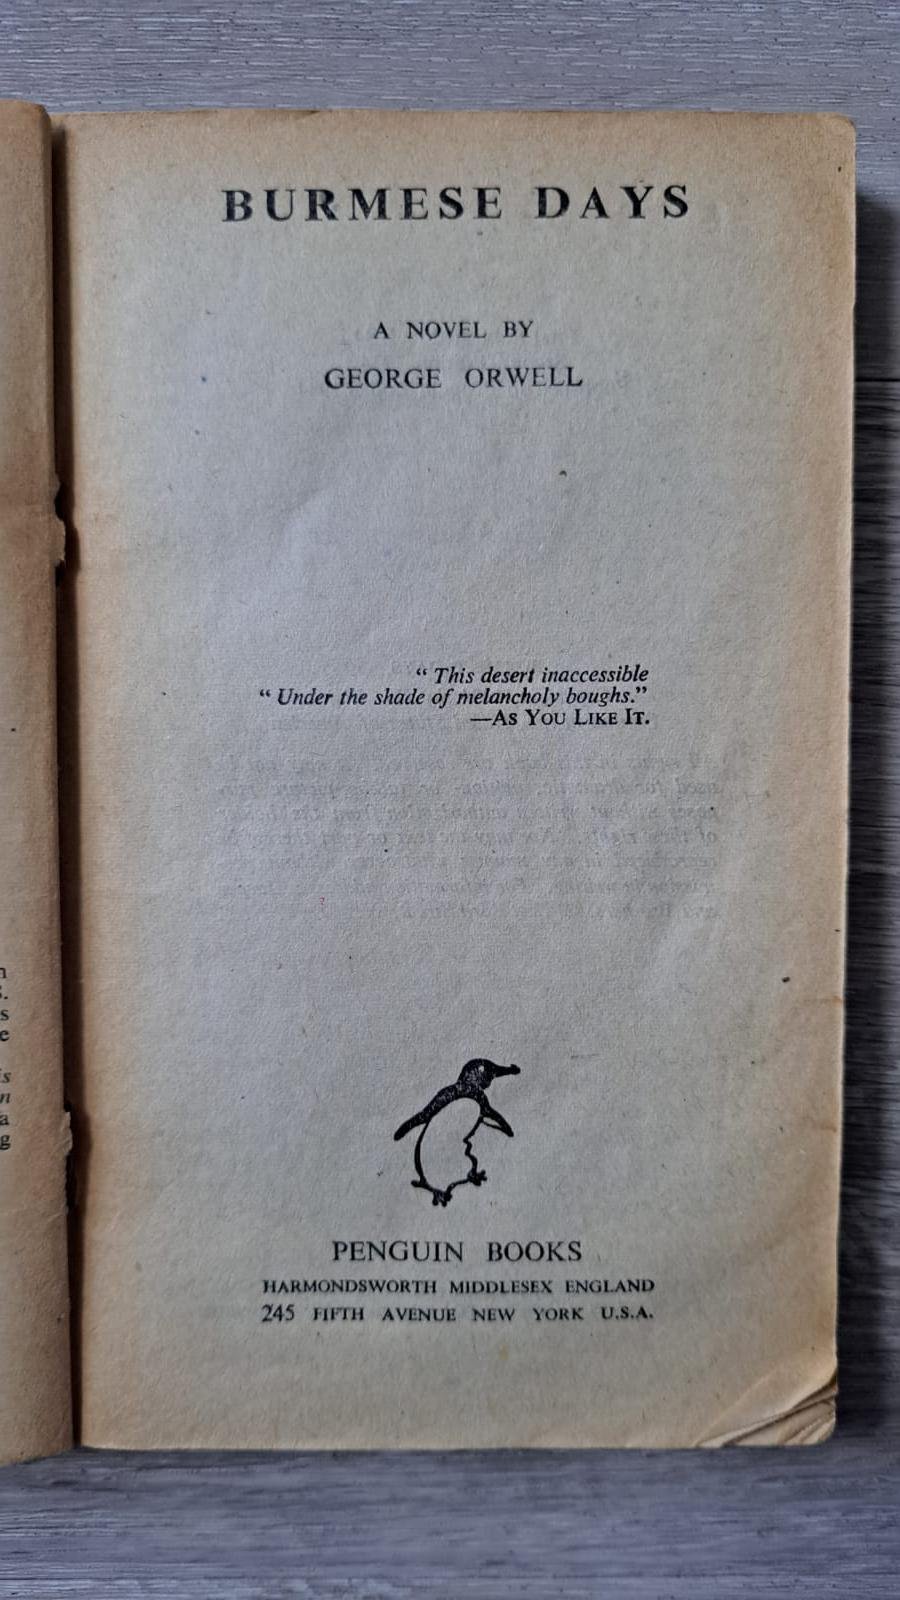 BURMESE DAYS
A NOVEL BY
GEORGE ORWELL
“ This desert inaccessible
“ Under the shade of melancholy boughs.”
—AS YOU LIKE IT.
PENGUIN BOOKS
HARMONDSWORTH MIDDLESEX ENGLAND
245 FIFTH AVENUE NEW YORK U.S.A.